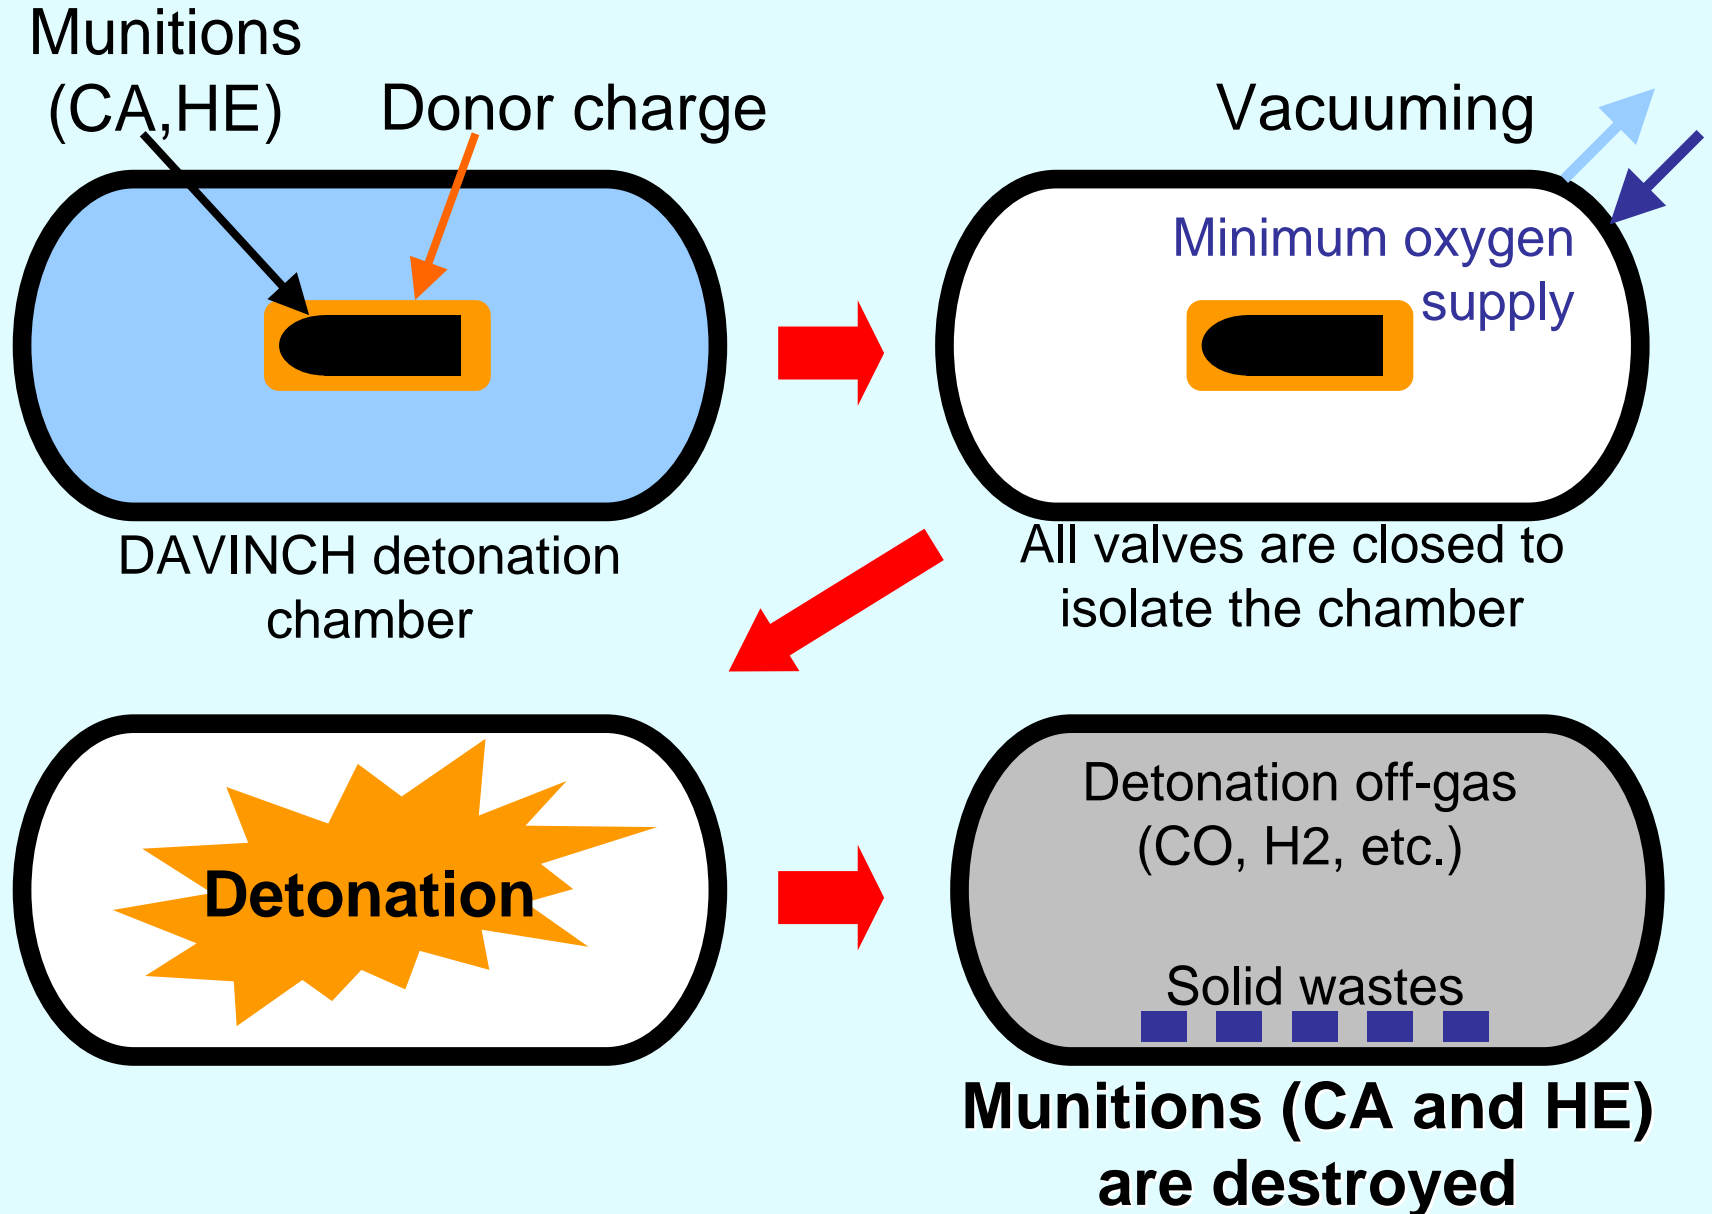 Munitions
(CA,HE)
Donor charge
Vacuuming
Minimum oxygen
supply
DAVINCH detonation
chamber
All valves are closed to
isolate the chamber
Detonation
Detonation off-gas
(CO, H2, etc.)
Solid wastes
Munitions (CA and HE)
are destroyed